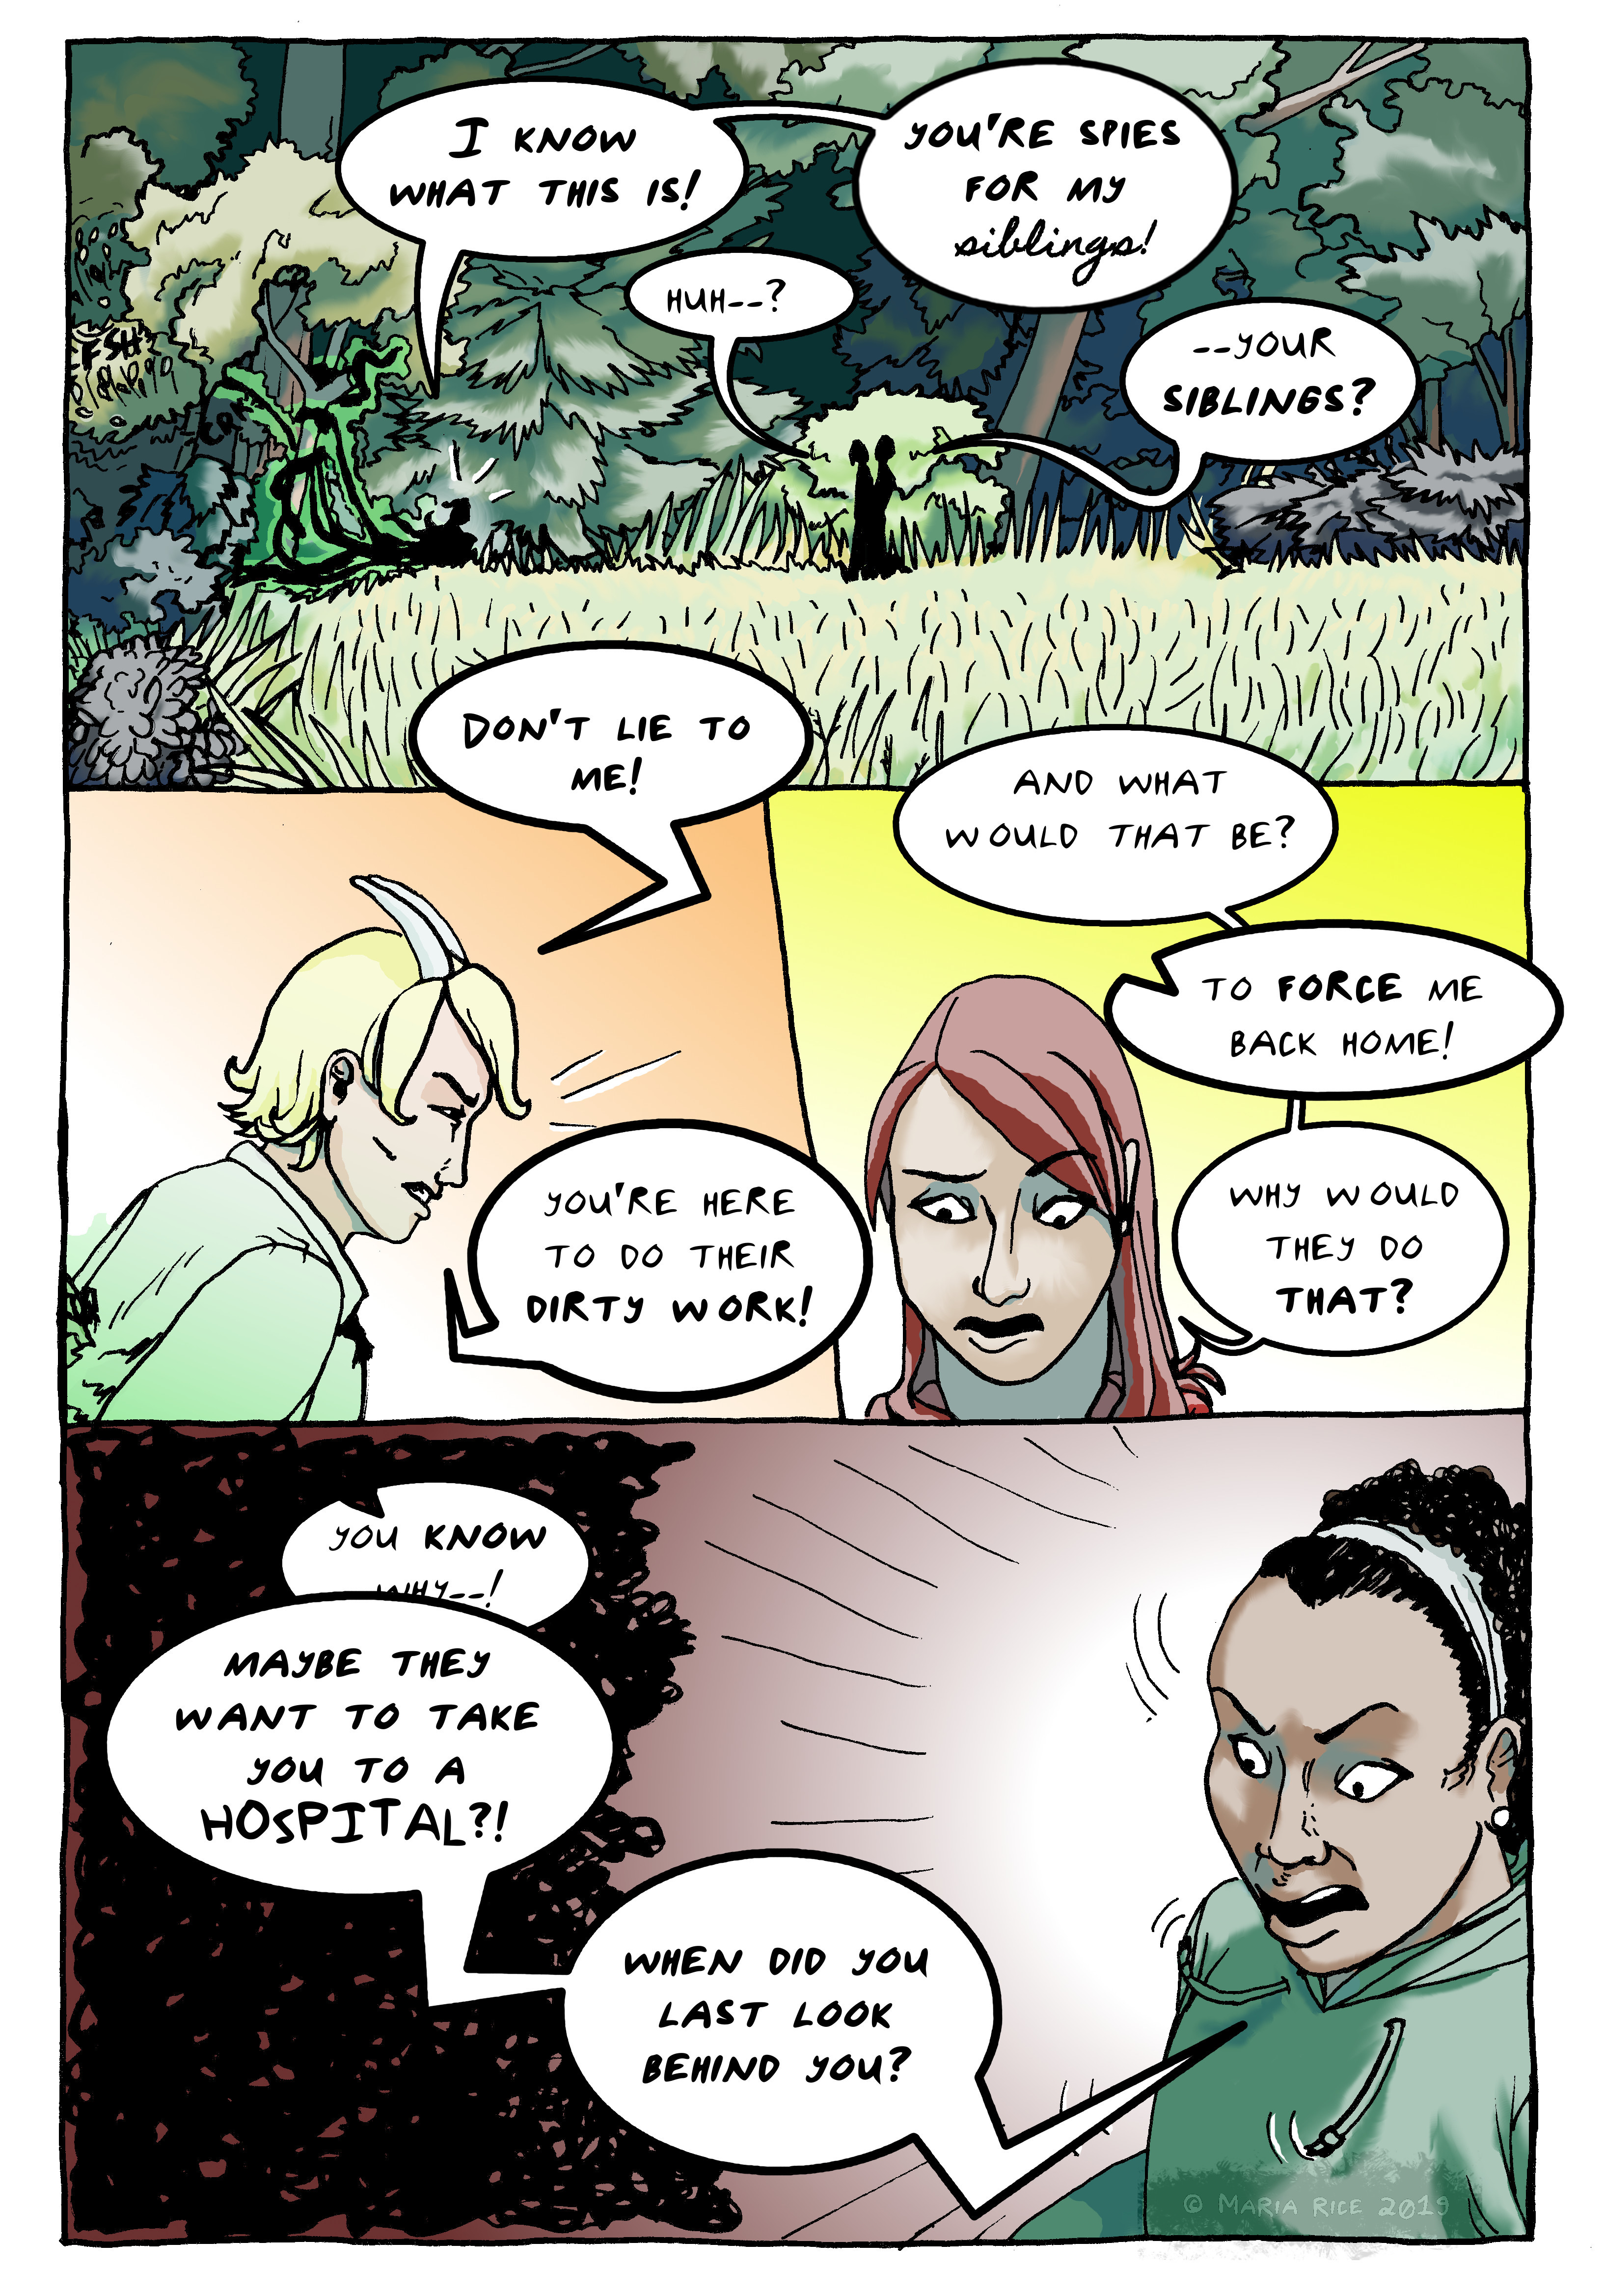 I KNOW
WHAT THIS IS!
YOU'RE SPIES
FOR MY
siblings!
HUH--?
--YOUR
SIBLINGS?
FSH
DON'T LIE TO
ME!
YOU'RE HERE
TO DO THEIR
DIRTY WORK!
AND WHAT
WOULD THAT BE?
TO FORCE ME
BACK HOME!
WHY WOULD
THEY DO
THAT?
YOU KNOW
WHY--!
MAYBE THEY
WANT TO TAKE
YOU TO A
HOSPITAL?!
WHEN DID YOU
LAST LOOK
BEHIND YOU?
© MARIA RICE 2019